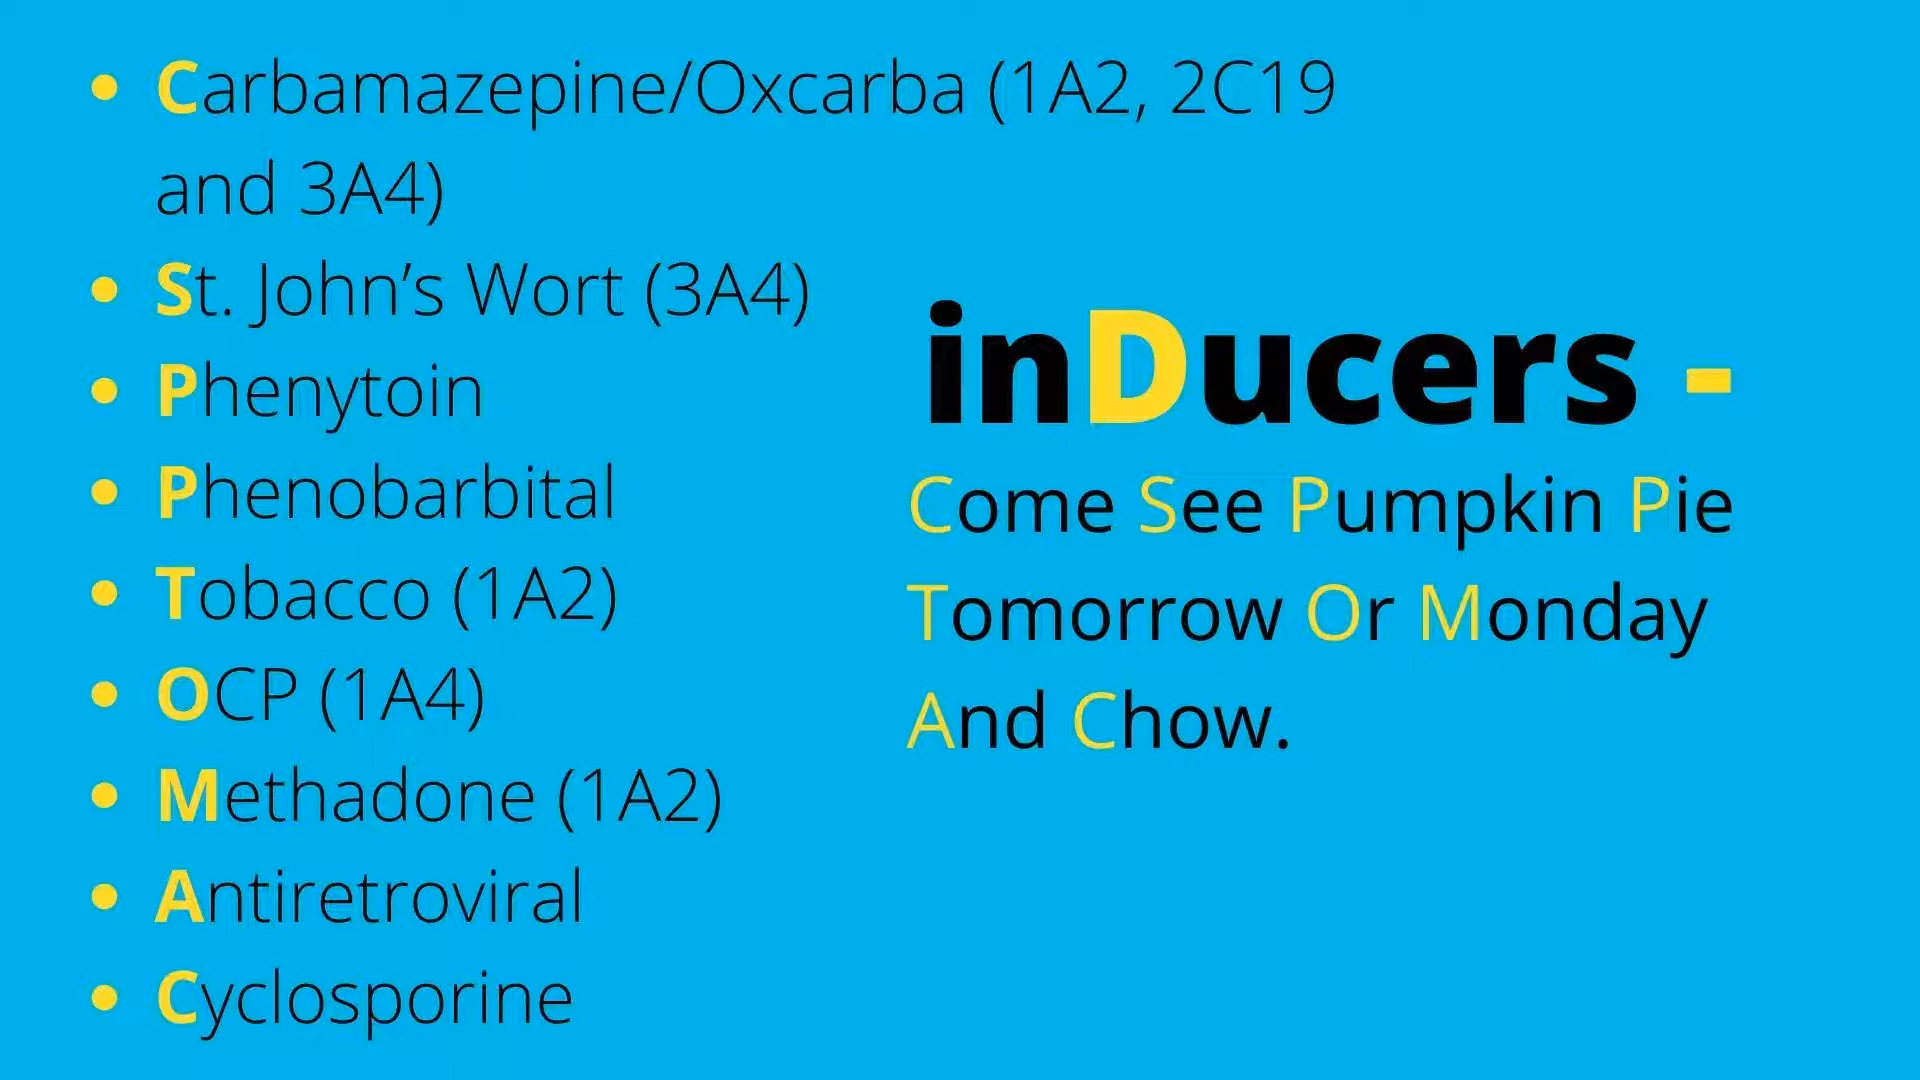 Carbamazepine/Oxcarba (1A2, 2C19
and 3A4)
St. John’s Wort (3A4)
Phenytoin
Phenobarbital
Tobacco (1A2)
OCP (1A4)
Methadone (1A2)
Antiretroviral
Cyclosporine
inDucers -
Come See Pumpkin Pie
Tomorrow Or Monday
And Chow.